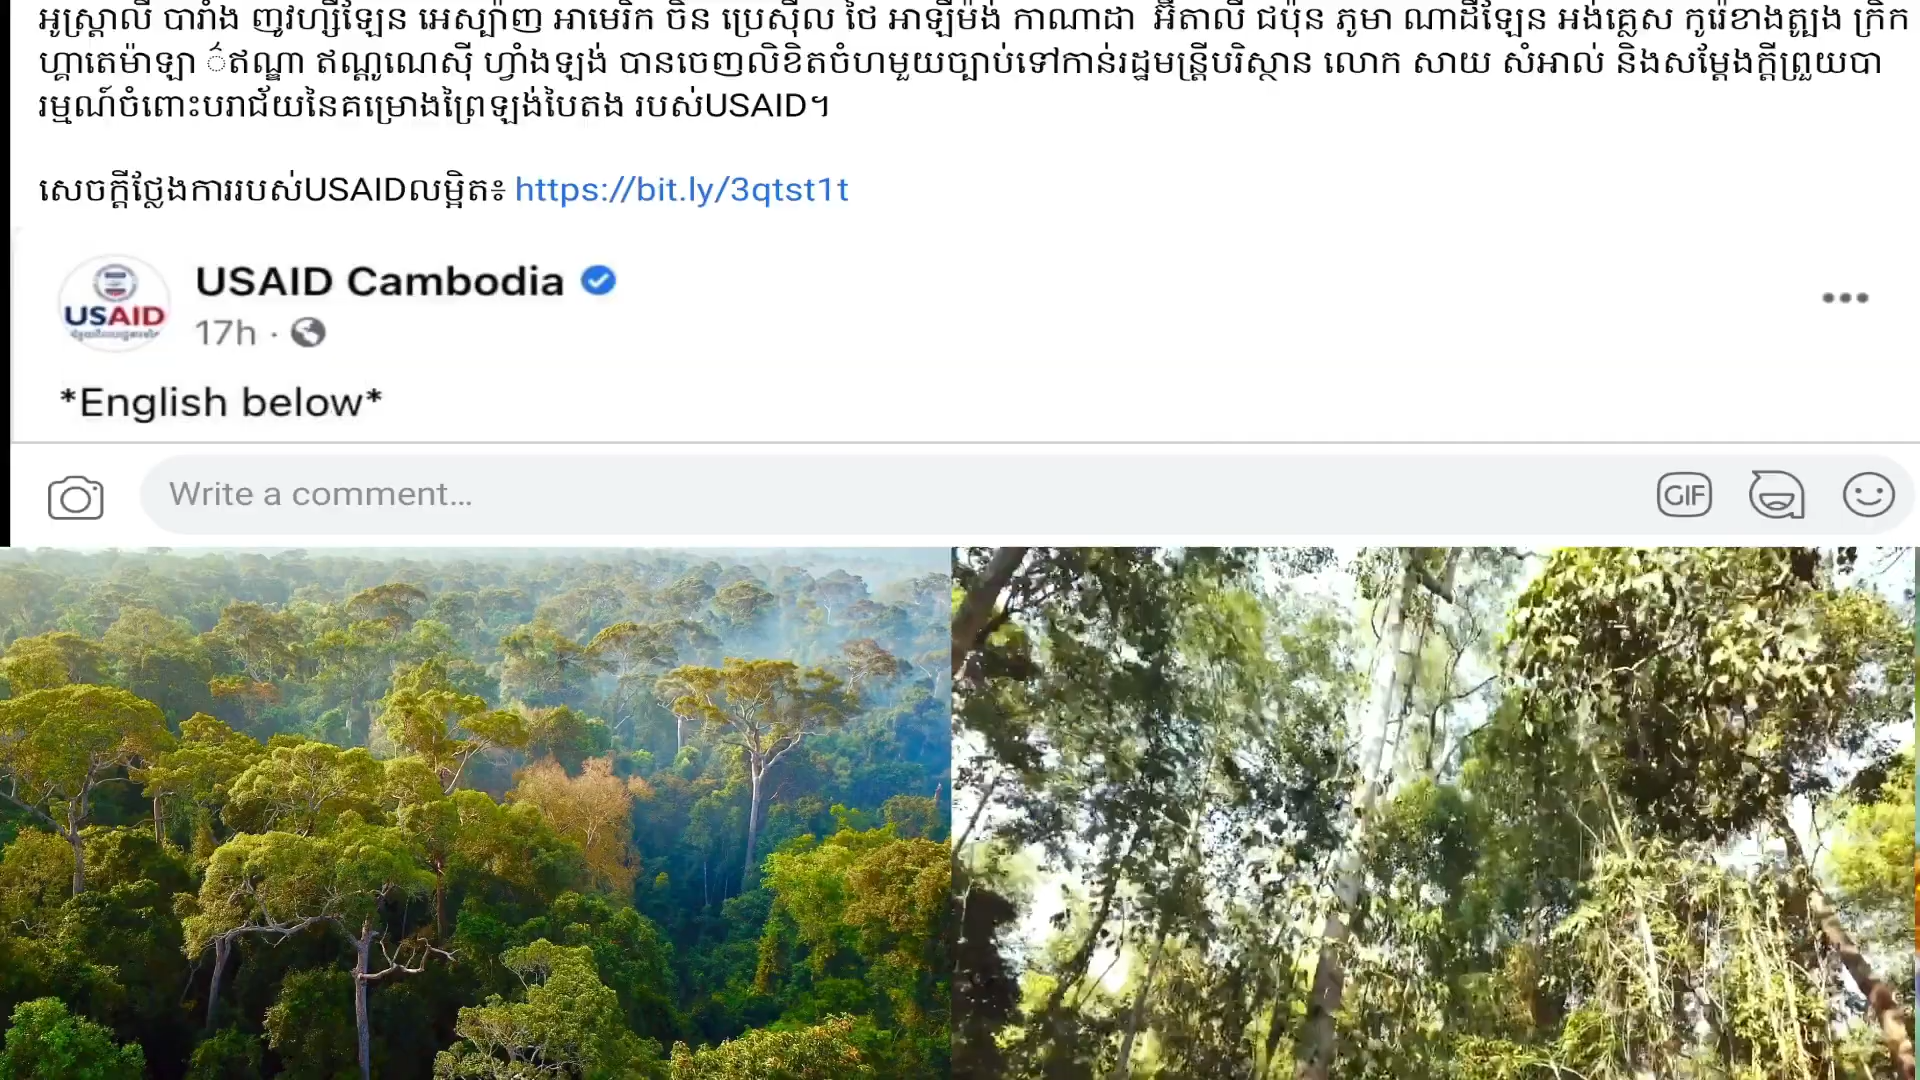 អូស្ត្រាលី បារាំង ញូវហ្សីឡែន អេស្ប៉ាញ អាមេរិក ចិន ប្រេស៊ីល ថៃ អាឡឺម៉ង់ កាណាដា អ៊ីតាលី ជប៉ុន ភូមា ណាដឺឡែន អង់គ្លេស កូរ៉េខាងត្បូង ក្រិក
ហ្គាតេម៉ាឡា ៌ឥណ្ឌា ឥណ្ឌូណេស៊ី ហ្វាំងឡង់ បានចេញលិខិតចំហមួយច្បាប់ទៅកាន់រដ្ឋមន្ត្រីបរិស្ថាន លោក សាយ សំអាល់ និងសម្តែងក្តីព្រួយបា
រម្មណ៍ចំពោះបរាជ័យនៃគម្រោងព្រៃឡង់បៃតង របស់USAID។
សេចក្តីថ្លែងការរបស់USAIDលម្អិត៖ https://bit.ly/3qtst1t
USAID
USAID Cambodia
17h ·
*English below*
Write a comment...
GIF